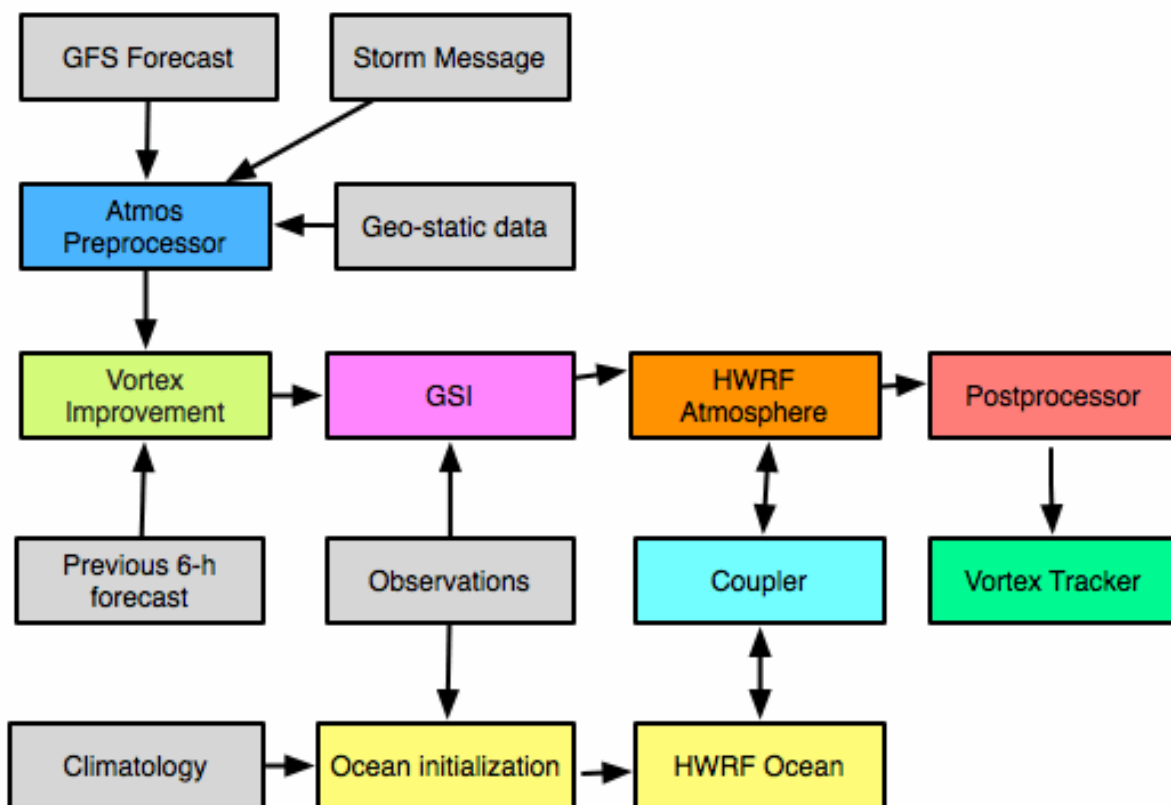 GFS Forecast
Storm Message
Atmos
Preprocessor
Geo-static data
Vortex
Improvement
GSI
HWRF
Atmosphere
Postprocessor
Previous 6-h
forecast
Observations
Coupler
Vortex Tracker
Climatology
Ocean initialization
HWRF Ocean